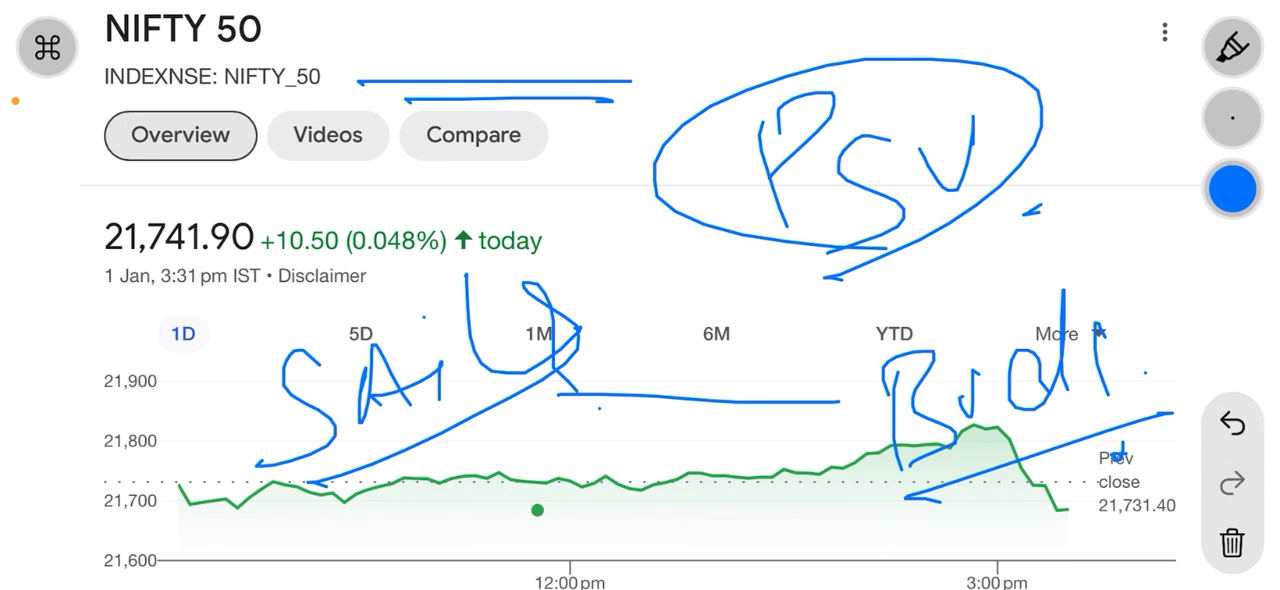 NIFTY 50
INDEXNSE: NIFTY_50
Overview Videos Compare
PSU
21,741.90 +10.50 (0.048%) ↑ today
1 Jan, 3:31 pm IST • Disclaimer
1D 5D 1M 6M YTD More
21,900
21,800
21,700
21,600
Prev
close
21,731.40
12:00 pm 3:00 pm